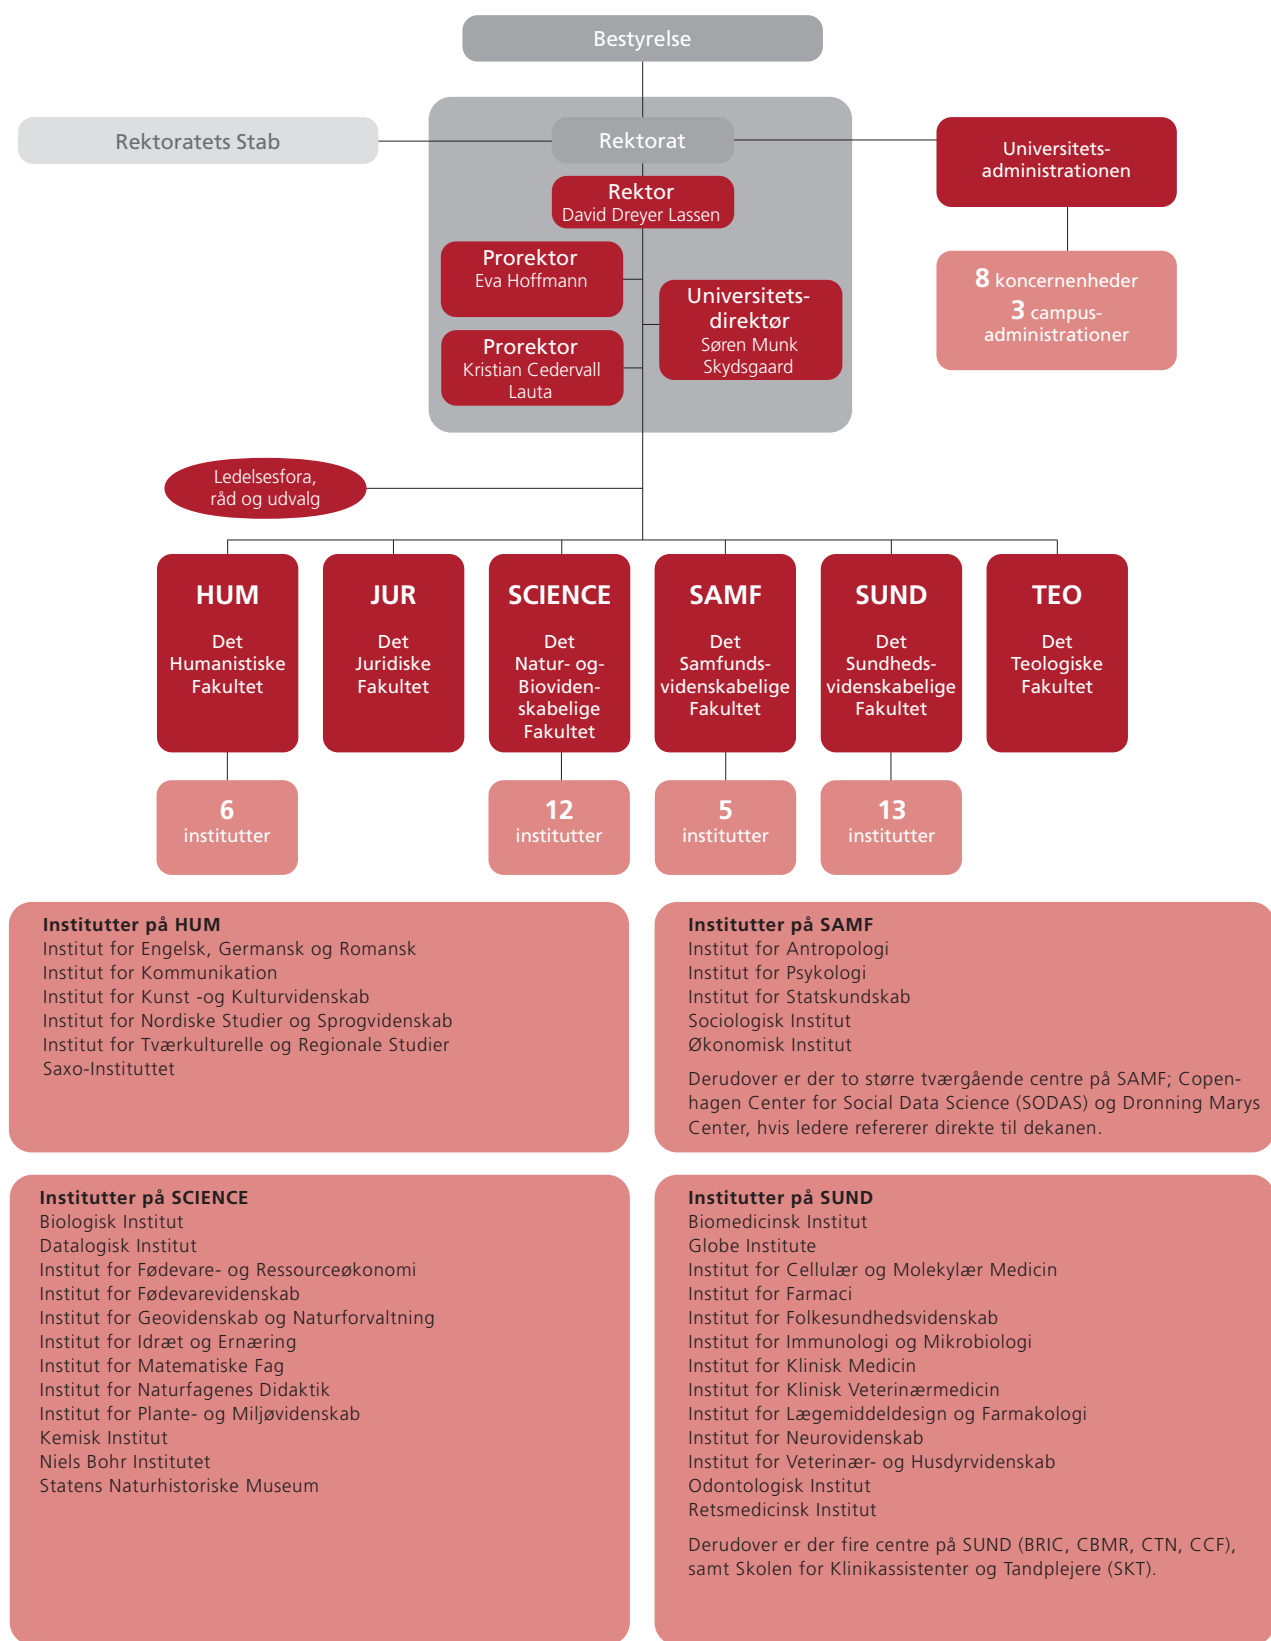 Bestyrelse
Rektoratets Stab
Rektorat
Universitets-
administrationen
Rektor
David Dreyer Lassen
Prorektor
Eva Hoffmann
Universitets-
direktør
Søren Munk
Skydsgaard
8 koncernenheder
3 campus-
administrationer
Prorektor
Kristian Cedervall
Lauta
Ledelsesfora,
råd og udvalg
HUM
Det
Humanistiske
Fakultet
JUR
Det
Juridiske
Fakultet
SCIENCE
Det
Natur- og-
Bioviden-
skabelige
Fakultet
SAMF
Det
Samfunds-
videnskabelige
Fakultet
SUND
Det
Sundheds-
videnskabelige
Fakultet
TEO
Det
Teologiske
Fakultet
6
institutter
12
institutter
5
institutter
13
institutter
Institutter på HUM
Institut for Engelsk, Germansk og Romansk
Institut for Kommunikation
Institut for Kunst -og Kulturvidenskab
Institut for Nordiske Studier og Sprogvidenskab
Institut for Tværkulturelle og Regionale Studier
Saxo-Instituttet
Institutter på SAMF
Institut for Antropologi
Institut for Psykologi
Institut for Statskundskab
Sociologisk Institut
Økonomisk Institut
Derudover er der to større tværgående centre på SAMF; Copen-
hagen Center for Social Data Science (SODAS) og Dronning Marys
Center, hvis ledere refererer direkte til dekanen.
Institutter på SCIENCE
Biologisk Institut
Datalogisk Institut
Institut for Fødevare- og Ressourceøkonomi
Institut for Fødevarevidenskab
Institut for Geovidenskab og Naturforvaltning
Institut for Idræt og Ernæring
Institut for Matematiske Fag
Institut for Naturfagenes Didaktik
Institut for Plante- og Miljøvidenskab
Kemisk Institut
Niels Bohr Institutet
Statens Naturhistoriske Museum
Institutter på SUND
Biomedicinsk Institut
Globe Institute
Institut for Cellulær og Molekylær Medicin
Institut for Farmaci
Institut for Folkesundhedsvidenskab
Institut for Immunologi og Mikrobiologi
Institut for Klinisk Medicin
Institut for Klinisk Veterinærmedicin
Institut for Lægemiddeldesign og Farmakologi
Institut for Neurovidenskab
Institut for Veterinær- og Husdyrvidenskab
Odontologisk Institut
Retsmedicinsk Institut
Derudover er der fire centre på SUND (BRIC, CBMR, CTN, CCF),
samt Skolen for Klinikassistenter og Tandplejere (SKT).